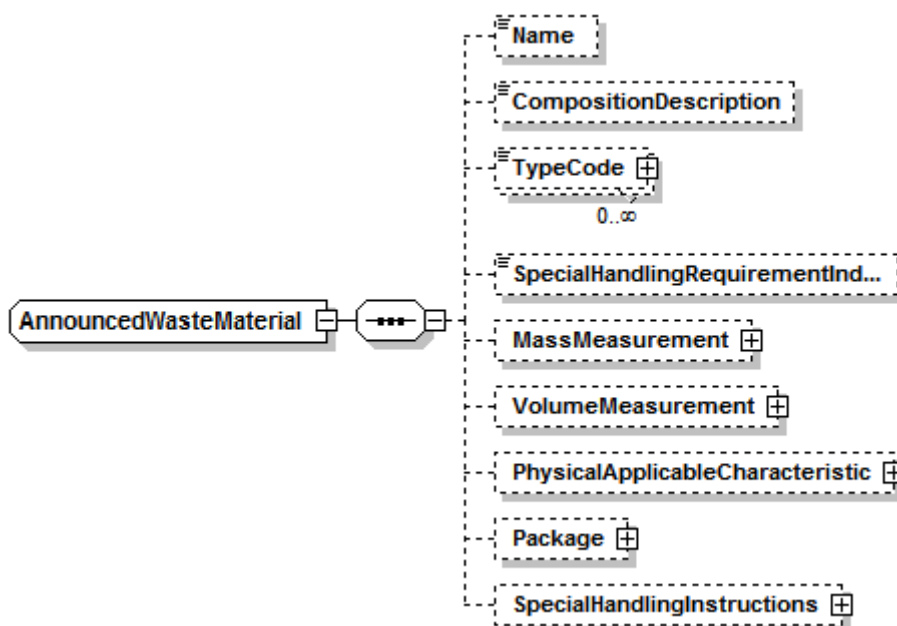 Name
CompositionDescription
TypeCode
0..∞
SpecialHandlingRequirementInd...
AnnouncedWasteMaterial
MassMeasurement
VolumeMeasurement
PhysicalApplicableCharacteristic
Package
SpecialHandlingInstructions